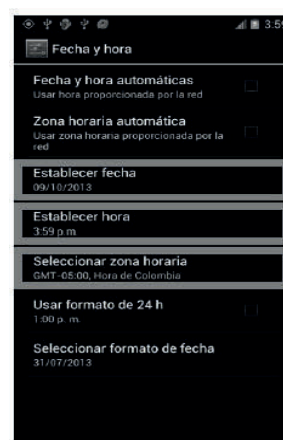 3:59
Fecha y hora
Fecha y hora automáticas
Usar hora proporcionada por la red
Zona horaria automática
Usar zona horaria proporcionada por la
red
Establecer fecha
09/10/2013
Establecer hora
3:59 p.m.
Seleccionar zona horaria
GMT-05:00, Hora de Colombia
Usar formato de 24 h
1:00 p. m.
Seleccionar formato de fecha
31/07/2013